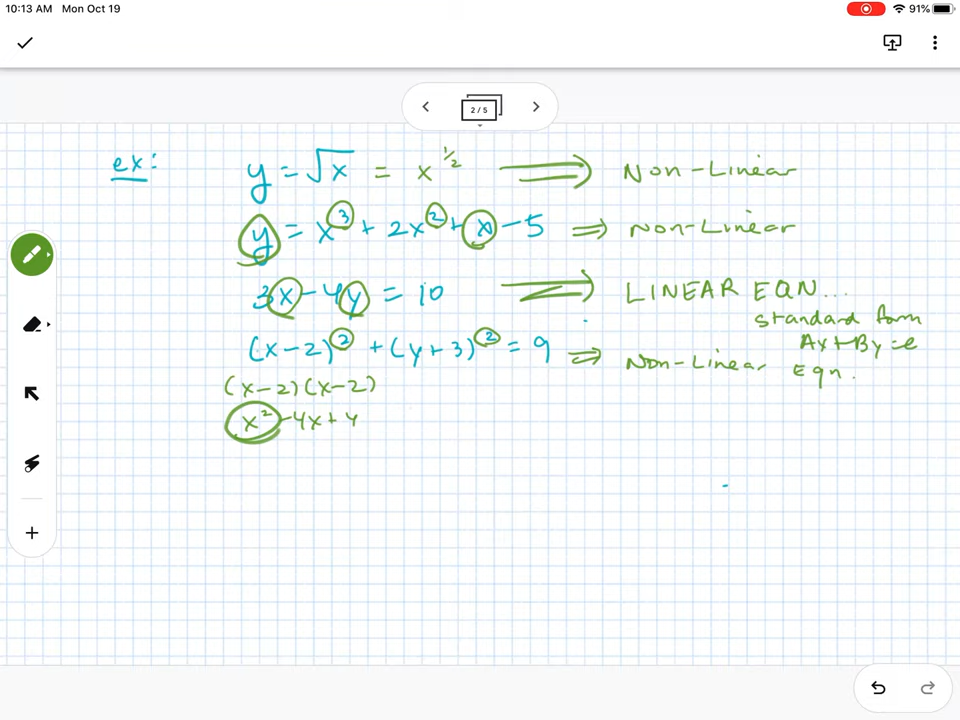 10:13 AM Mon Oct 19 91%
2 / 5
ex: y = √x = x^1/2 ⟹ Non-Linear
y = x³ + 2x² + x - 5 ⟹ Non-Linear
3x - 4y = 10 ⟹ LINEAR EQN...
standard form
Ax+By=c
(x-2)² + (y+3)² = 9 ⟹ Non-Linear Eqn.
(x-2)(x-2)
x² - 4x + 4